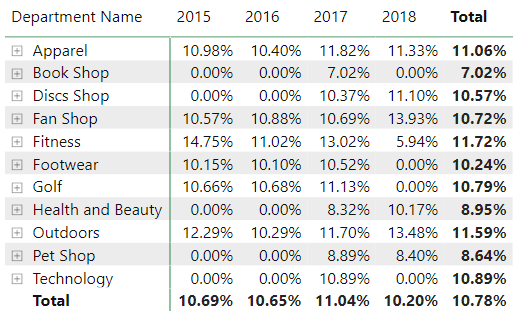 Department Name 2015 2016 2017 2018 Total
Apparel 10.98% 10.40% 11.82% 11.33% 11.06%
Book Shop 0.00% 0.00% 7.02% 0.00% 7.02%
Discs Shop 0.00% 0.00% 10.37% 11.10% 10.57%
Fan Shop 10.57% 10.88% 10.69% 13.93% 10.72%
Fitness 14.75% 11.02% 13.02% 5.94% 11.72%
Footwear 10.15% 10.10% 10.52% 0.00% 10.24%
Golf 10.66% 10.68% 11.13% 0.00% 10.79%
Health and Beauty 0.00% 0.00% 8.32% 10.17% 8.95%
Outdoors 12.29% 10.29% 11.70% 13.48% 11.59%
Pet Shop 0.00% 0.00% 8.89% 8.40% 8.64%
Technology 0.00% 0.00% 10.89% 0.00% 10.89%
Total 10.69% 10.65% 11.04% 10.20% 10.78%